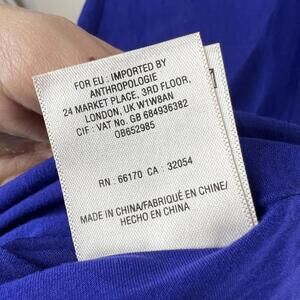 FOR EU : IMPORTED BY
ANTHROPOLOGIE
24 MARKET PLACE, 3RD FLOOR,
LONDON, UK W1W8AN
CIF : VAT No. GB 684936382
OB652985
RN : 66170 CA : 32054
MADE IN CHINA/FABRIQUÉ EN CHINE/
HECHO EN CHINA